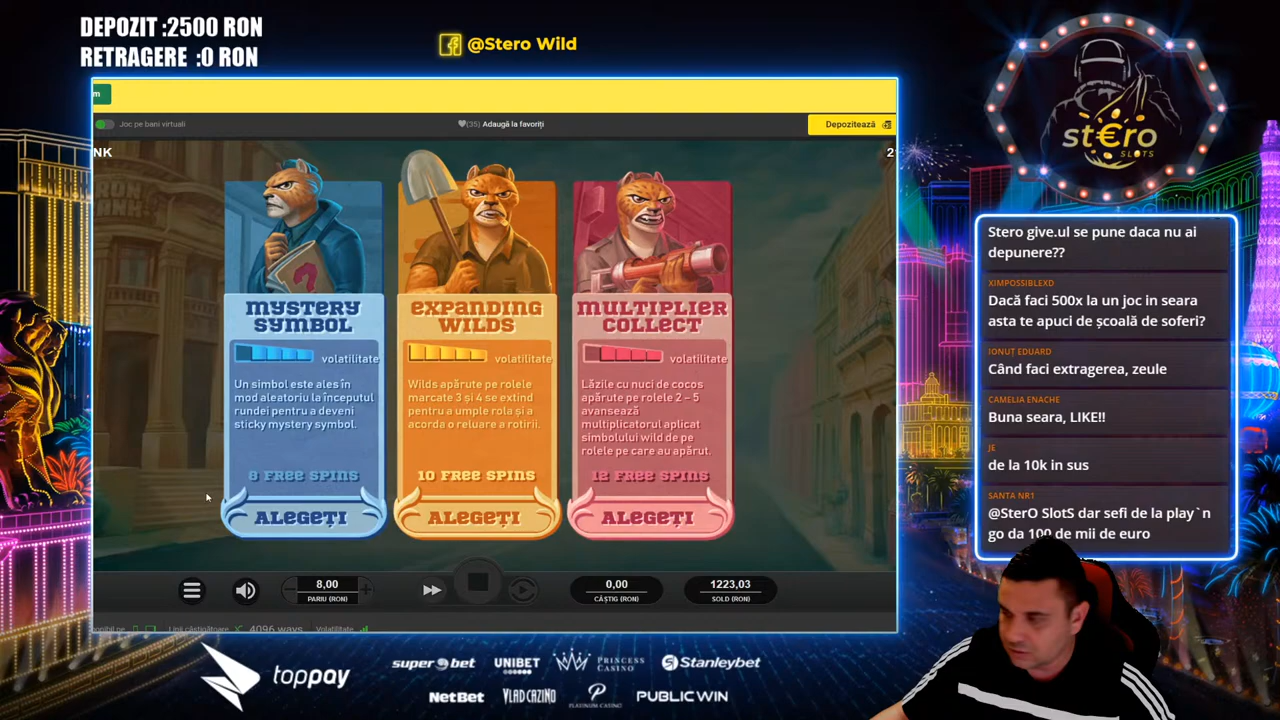 DEPOZIT :2500 RON
RETRAGERE :0 RON
@Stero Wild
m
Joc pe bani virtuali
(35) Adaugă la favoriți
Depozitează
NK
2
MYSTERY
SYMBOL
volatilitate
Un simbol este ales în
mod aleatoriu la începutul
rundei pentru a deveni
sticky mystery symbol.
8 FREE SPINS
ALEGEȚI
EXPANDING
WILDS
volatilitate
Wilds apărute pe rolele
marcate 3 și 4 se extind
pentru a umple rola și a
acorda o reluare a rotirii.
10 FREE SPINS
ALEGEȚI
MULTIPLIER
COLLECT
volatilitate
Lăzile cu nuci de cocos
apărute pe rolele 2 – 5
avansează
multiplicatorul aplicat
simbolului wild de pe
rolele pe care au apărut.
12 FREE SPINS
ALEGEȚI
8,00
PARIU (RON)
0,00
CÂȘTIG (RON)
1223,03
SOLD (RON)
Linii câștigătoare
4096 ways
Volatilitate
st€ro
SLOTS
Stero give.ul se pune daca nu ai
depunere??
XIMPOSSIBLEXD
Dacă faci 500x la un joc in seara
asta te apuci de școală de soferi?
IONUȚ EDUARD
Când faci extragerea, zeule
CAMELIA ENACHE
Buna seara, LIKE!!
JE
de la 10k in sus
SANTA NR1
@SterO SlotS dar sefi de la play`n
go da 100 de mii de euro
toppay
superbet
UNIBET
PRINCESS
CASINO
Stanleybet
NetBet
VLAD CAZINO
PLATINUM CASINO
PUBLICWIN